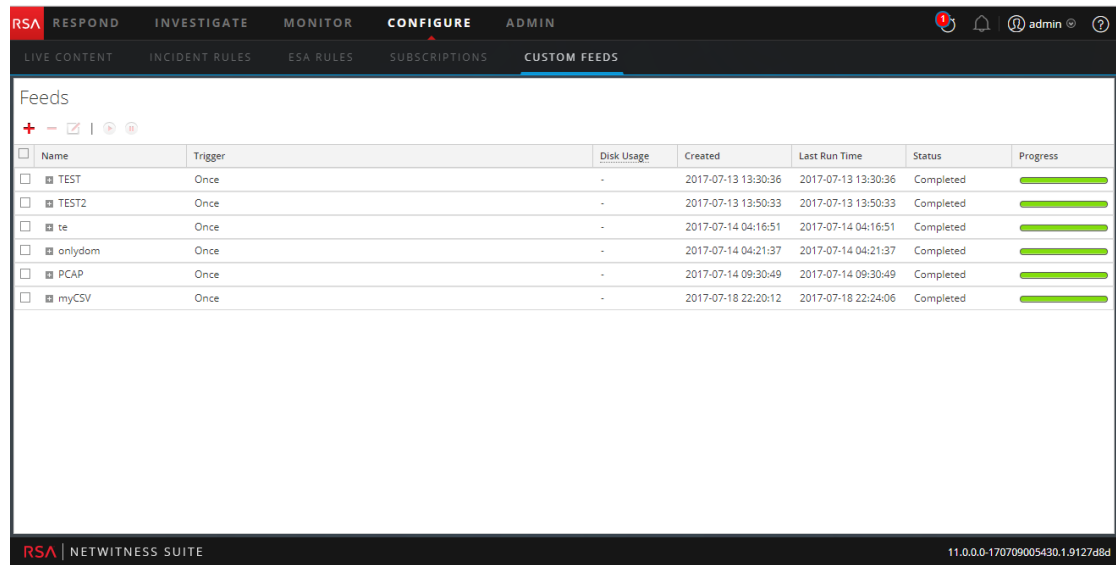 RSA RESPOND INVESTIGATE MONITOR CONFIGURE ADMIN 1 admin ?
LIVE CONTENT INCIDENT RULES ESA RULES SUBSCRIPTIONS CUSTOM FEEDS
Feeds
Name Trigger Disk Usage Created Last Run Time Status Progress
TEST Once - 2017-07-13 13:30:36 2017-07-13 13:30:36 Completed
TEST2 Once - 2017-07-13 13:50:33 2017-07-13 13:50:33 Completed
te Once - 2017-07-14 04:16:51 2017-07-14 04:16:51 Completed
onlydom Once - 2017-07-14 04:21:37 2017-07-14 04:21:37 Completed
PCAP Once - 2017-07-14 09:30:49 2017-07-14 09:30:49 Completed
myCSV Once - 2017-07-18 22:20:12 2017-07-18 22:24:06 Completed
RSA NETWITNESS SUITE 11.0.0.0-170709005430.1.9127d8d